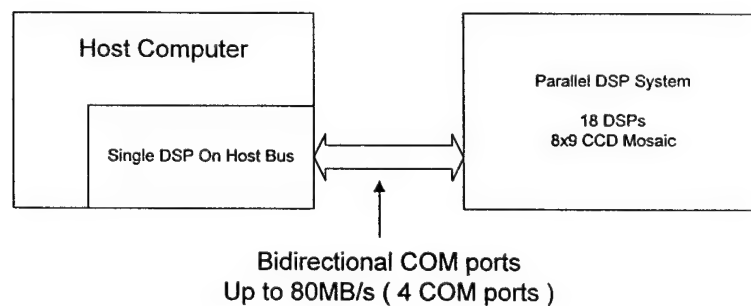 Host Computer
Single DSP On Host Bus
Parallel DSP System
18 DSPs
8x9 CCD Mosaic
Bidirectional COM ports
Up to 80MB/s ( 4 COM ports )